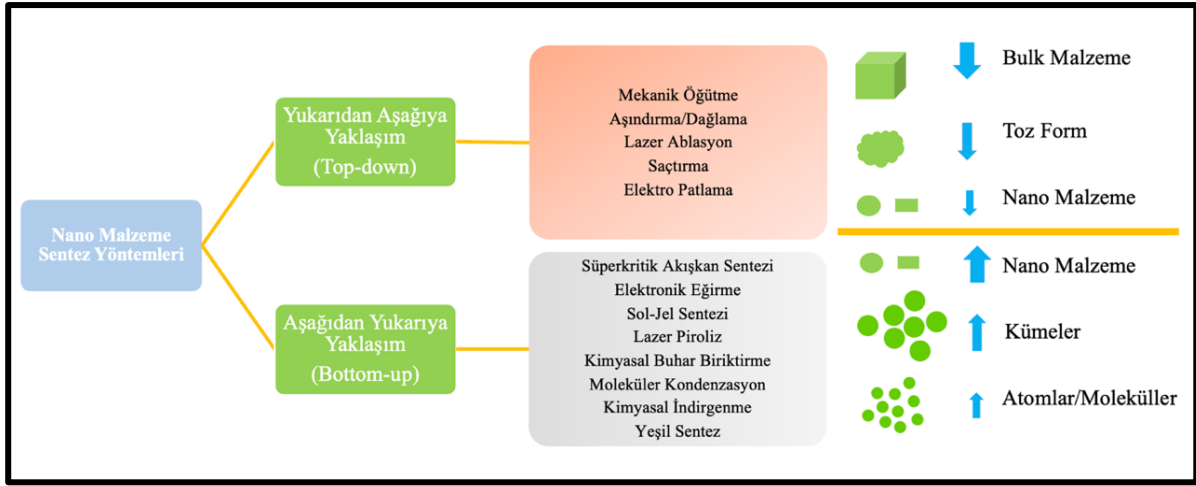 Nano Malzeme
Sentez Yöntemleri
Yukarıdan Aşağıya
Yaklaşım
(Top-down)
Mekanik Öğütme
Aşındırma/Dağlama
Lazer Ablasyon
Saçtırma
Elektro Patlama
Bulk Malzeme
Toz Form
Nano Malzeme
Aşağıdan Yukarıya
Yaklaşım
(Bottom-up)
Süperkritik Akışkan Sentezi
Elektronik Eğirme
Sol-Jel Sentezi
Lazer Piroliz
Kimyasal Buhar Biriktirme
Moleküler Kondenzasyon
Kimyasal İndirgenme
Yeşil Sentez
Nano Malzeme
Kümeler
Atomlar/Moleküller